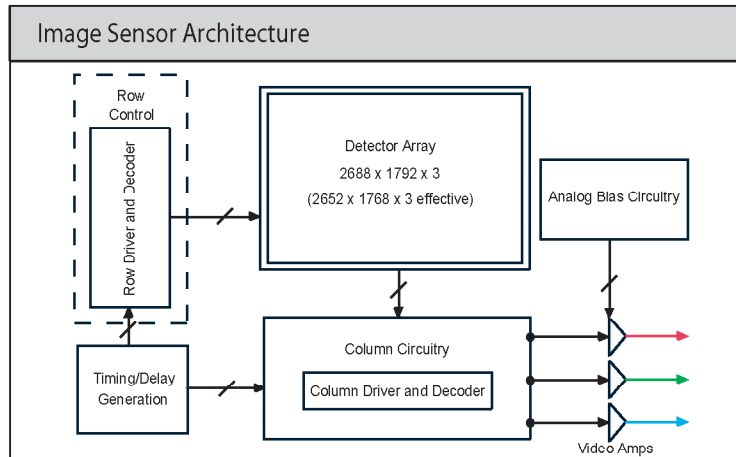 Image Sensor Architecture
Row
Control
Row Driver and Decoder
Detector Array
2688 x 1792 x 3
(2652 x 1768 x 3 effective)
Analog Bias Circuitry
Timing/Delay
Generation
Column Circuitry
Column Driver and Decoder
Video Amps